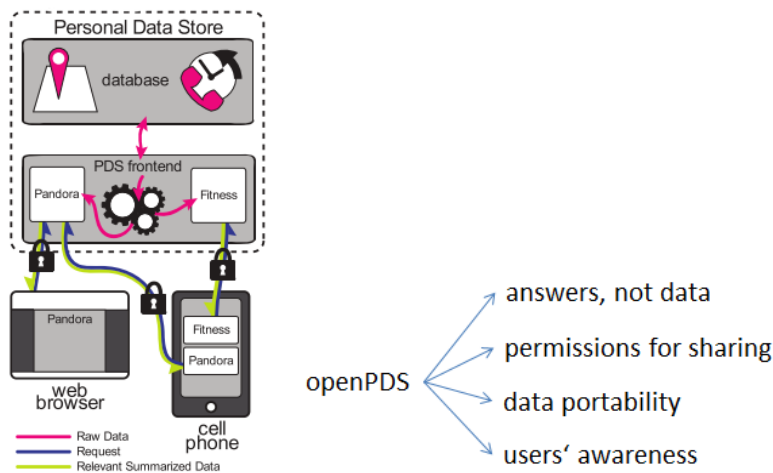 Personal Data Store
database
PDS frontend
Pandora
Fitness
Pandora
Fitness
Pandora
web
browser
cell
phone
Raw Data
Request
Relevant Summarized Data
openPDS
answers, not data
permissions for sharing
data portability
users‘ awareness